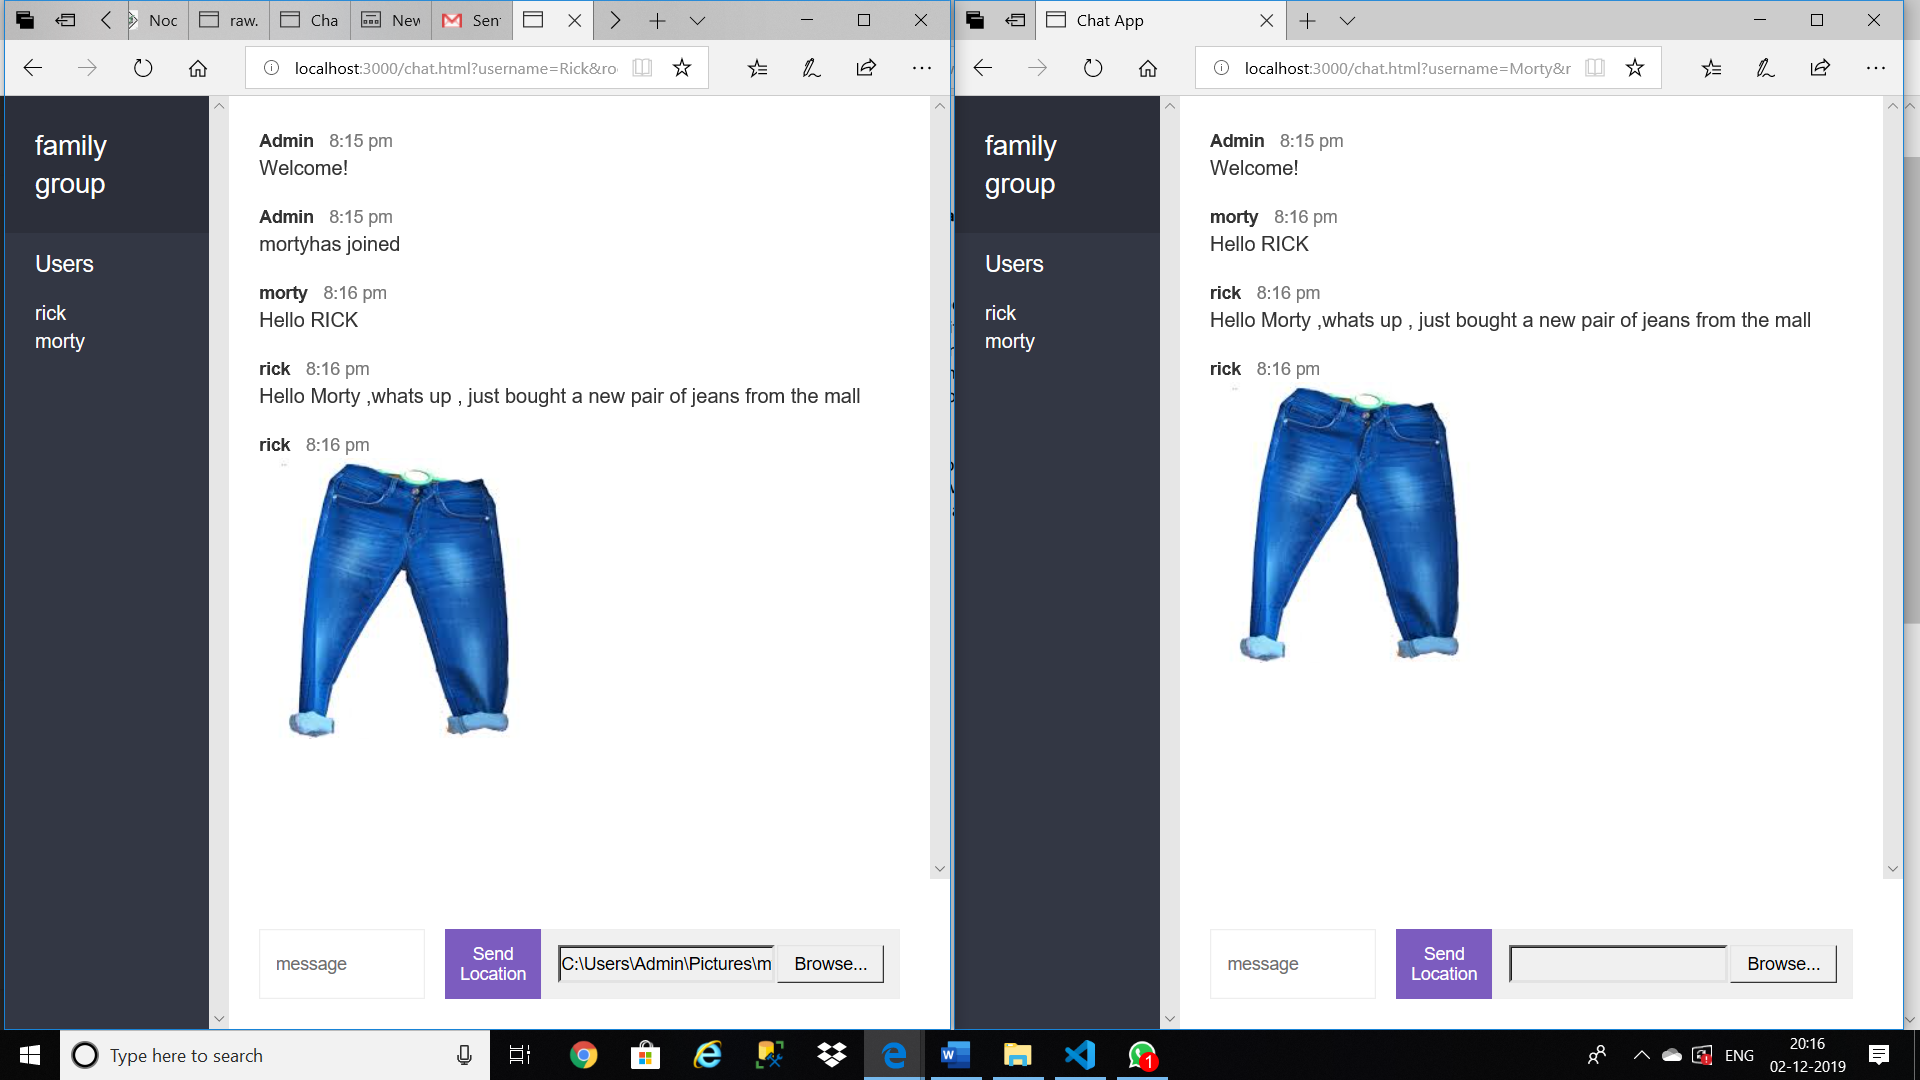 Noc
raw.
Cha
New
Sen
localhost:3000/chat.html?username=Rick&ro
family
group
Users
rick
morty
Admin 8:15 pm
Welcome!
Admin 8:15 pm
mortyhas joined
morty 8:16 pm
Hello RICK
rick 8:16 pm
Hello Morty ,whats up , just bought a new pair of jeans from the mall
rick 8:16 pm
message
Send
Location
C:\Users\Admin\Pictures\m
Browse...
Chat App
localhost:3000/chat.html?username=Morty&r
family
group
Users
rick
morty
Admin 8:15 pm
Welcome!
morty 8:16 pm
Hello RICK
rick 8:16 pm
Hello Morty ,whats up , just bought a new pair of jeans from the mall
rick 8:16 pm
message
Send
Location
Browse...
Type here to search
1
ENG
20:16
02-12-2019